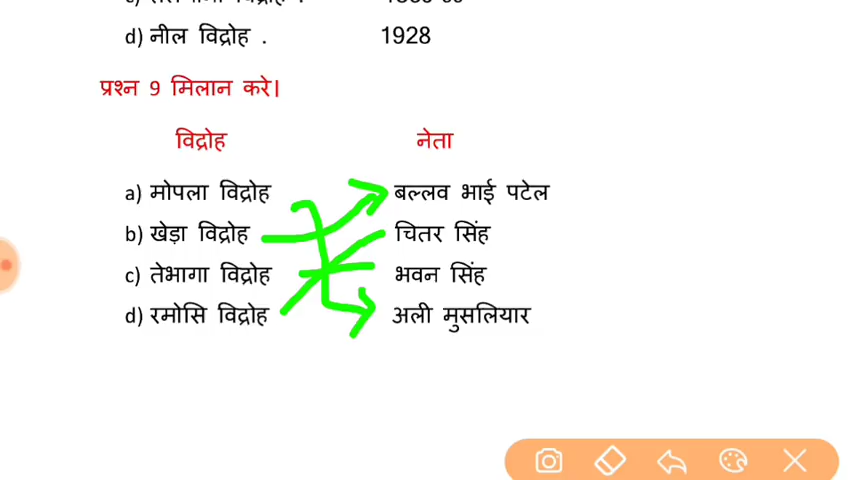 d) नील विद्रोह . 1928
प्रश्न 9 मिलान करे|
विद्रोह नेता
a) मोपला विद्रोह बल्लव भाई पटेल
b) खेड़ा विद्रोह चितर सिंह
c) तेभागा विद्रोह भवन सिंह
d) रमोसि विद्रोह अली मुसलियार